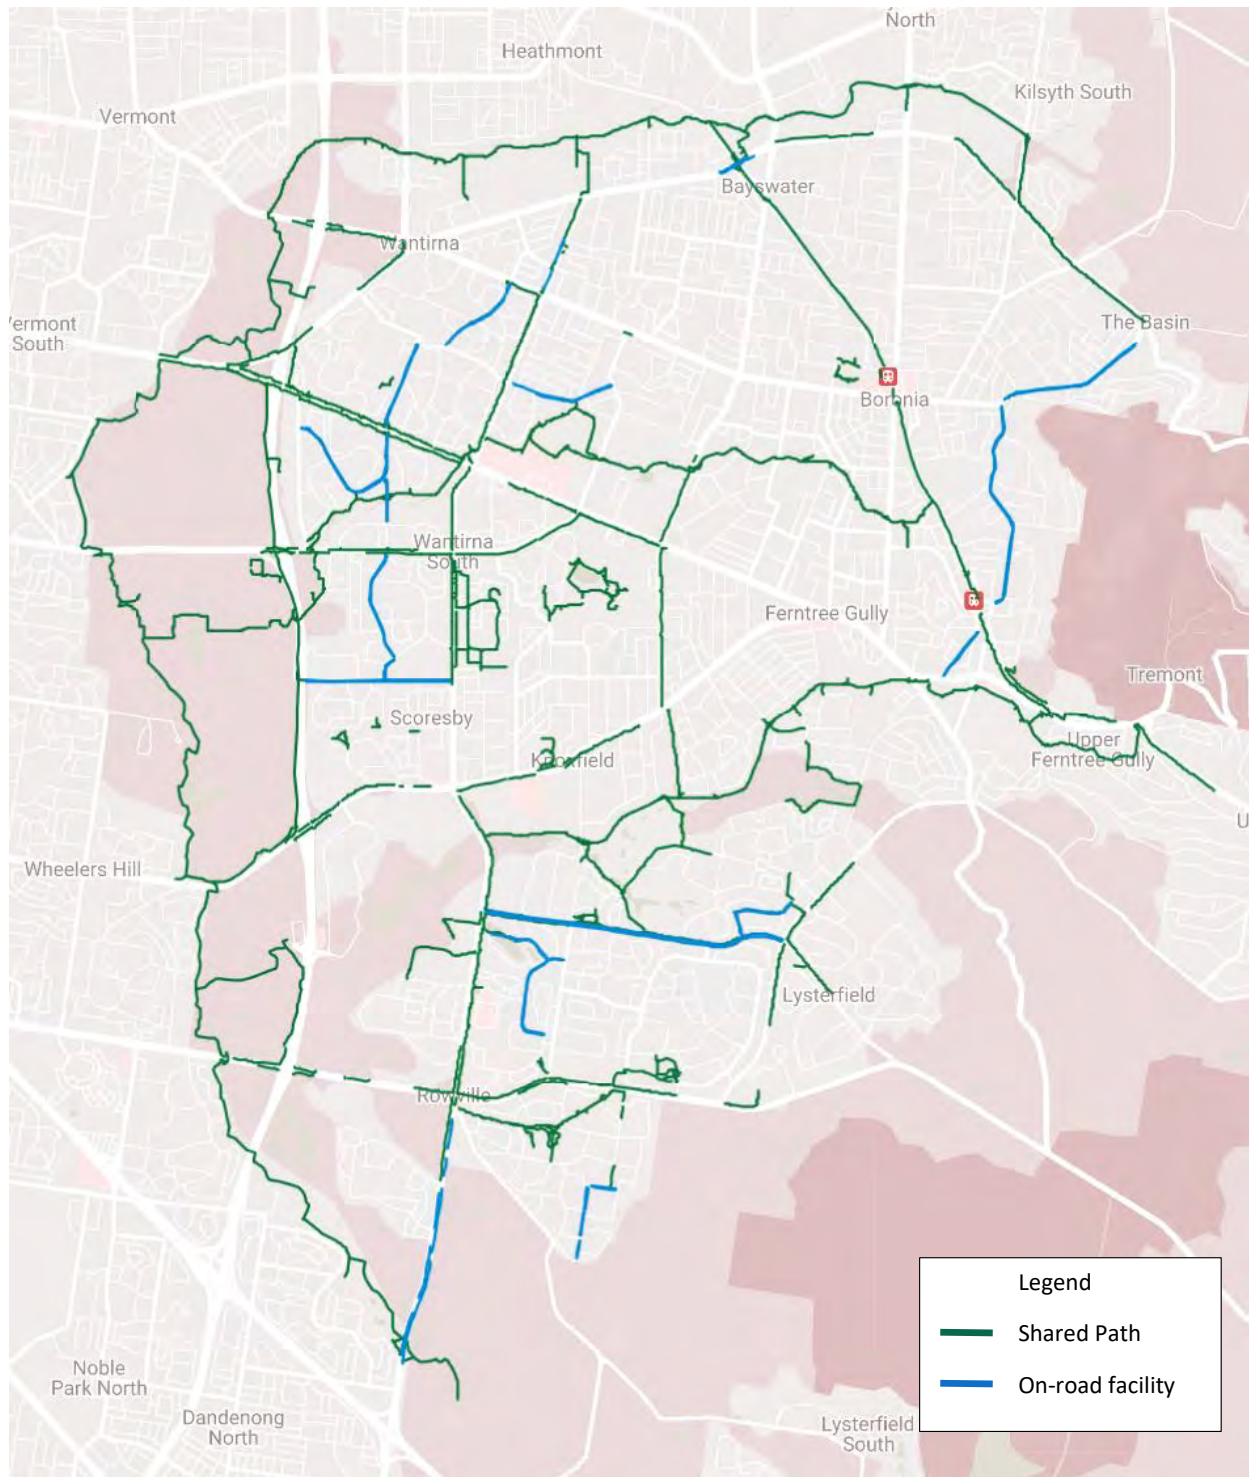 North
Heathmont
Kilsyth South
Vermont
Bayswater
Wantirna
The Basin
Vermont
South
Boronia
Wantirna
South
Ferntree Gully
Tremont
Scoresby
Upper
Ferntree Gully
Knoxfield
U
Wheelers Hill
Lysterfield
Rowville
Legend
Shared Path
On-road facility
Noble
Park North
Dandenong
North
Lysterfield
South